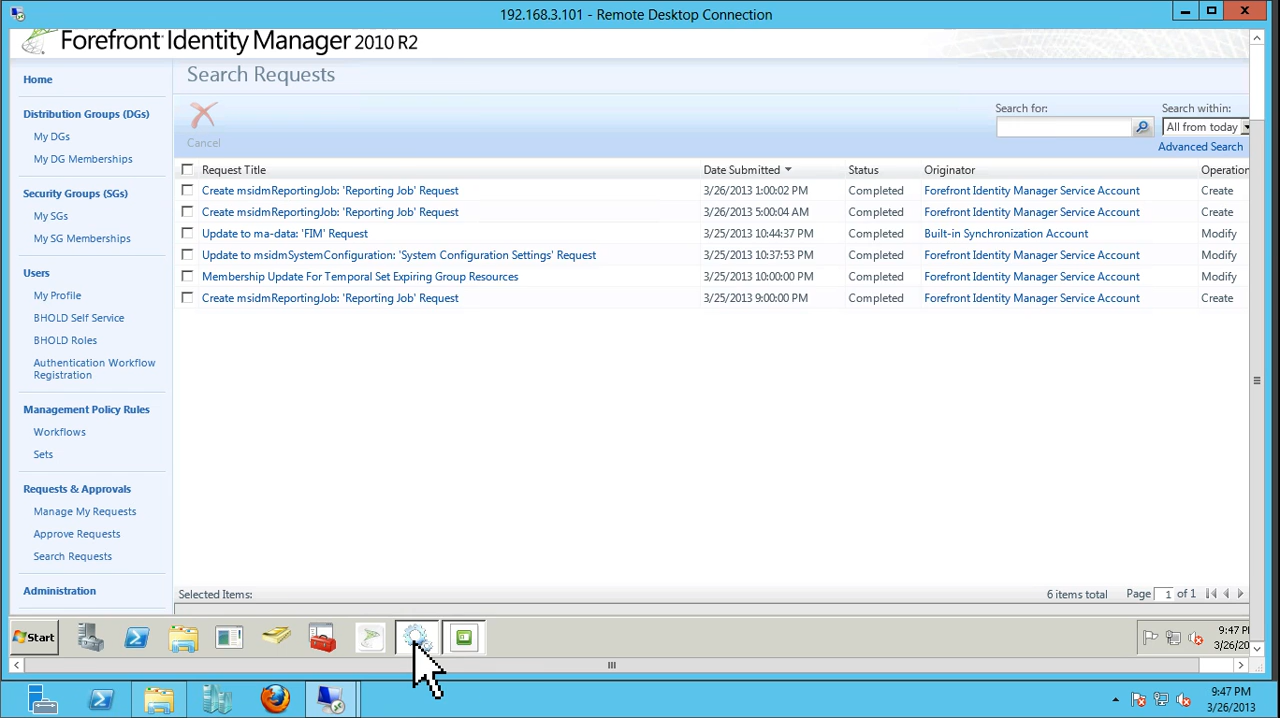 192.168.3.101 - Remote Desktop Connection
Forefront Identity Manager 2010 R2
Home
Distribution Groups (DGs)
My DGs
My DG Memberships
Security Groups (SGs)
My SGs
My SG Memberships
Users
My Profile
BHOLD Self Service
BHOLD Roles
Authentication Workflow
Registration
Management Policy Rules
Workflows
Sets
Requests & Approvals
Manage My Requests
Approve Requests
Search Requests
Administration
Search Requests
Cancel
Search for:
Search within:
All from today
Advanced Search
Request Title Date Submitted Status Originator Operation
Create msidmReportingJob: 'Reporting Job' Request 3/26/2013 1:00:02 PM Completed Forefront Identity Manager Service Account Create
Create msidmReportingJob: 'Reporting Job' Request 3/26/2013 5:00:04 AM Completed Forefront Identity Manager Service Account Create
Update to ma-data: 'FIM' Request 3/25/2013 10:44:37 PM Completed Built-in Synchronization Account Modify
Update to msidmSystemConfiguration: 'System Configuration Settings' Request 3/25/2013 10:37:53 PM Completed Forefront Identity Manager Service Account Modify
Membership Update For Temporal Set Expiring Group Resources 3/25/2013 10:00:00 PM Completed Forefront Identity Manager Service Account Modify
Create msidmReportingJob: 'Reporting Job' Request 3/25/2013 9:00:00 PM Completed Forefront Identity Manager Service Account Create
Selected Items: 6 items total Page 1 of 1
Start
9:47 P
3/26/20
9:47 PM
3/26/2013